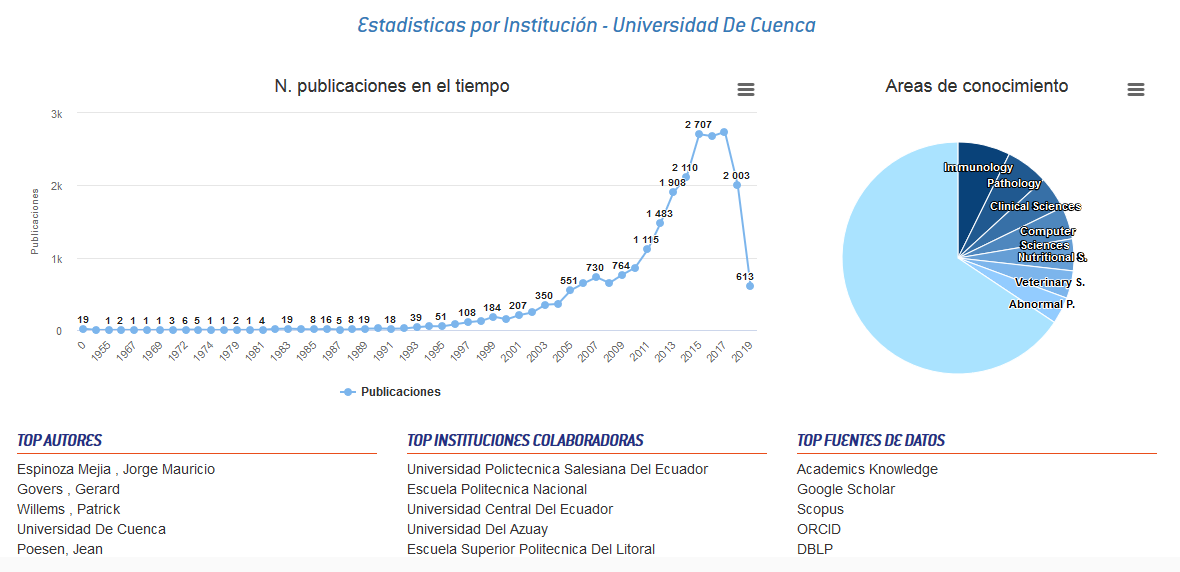 Estadisticas por Institución - Universidad De Cuenca
N. publicaciones en el tiempo
Publicaciones
3k
2k
1k
0
19 1 2 1 1 1 3 6 5 1 1 2 1 4 19 8 16 5 8 19 18 39 51 108 184 207 350 551 730 764 1 115 1 483 1 908 2 110 2 707 2 003 613
0 1955 1967 1969 1972 1974 1979 1981 1983 1985 1987 1989 1991 1993 1995 1997 1999 2001 2003 2005 2007 2009 2011 2013 2015 2017 2019
Publicaciones
Areas de conocimiento
Immunology
Pathology
Clinical Sciences
Computer
Sciences
Nutritional S.
Veterinary S.
Abnormal P.
TOP AUTORES
Espinoza Mejia , Jorge Mauricio
Govers , Gerard
Willems , Patrick
Universidad De Cuenca
Poesen, Jean
TOP INSTITUCIONES COLABORADORAS
Universidad Polictecnica Salesiana Del Ecuador
Escuela Politecnica Nacional
Universidad Central Del Ecuador
Universidad Del Azuay
Escuela Superior Politecnica Del Litoral
TOP FUENTES DE DATOS
Academics Knowledge
Google Scholar
Scopus
ORCID
DBLP